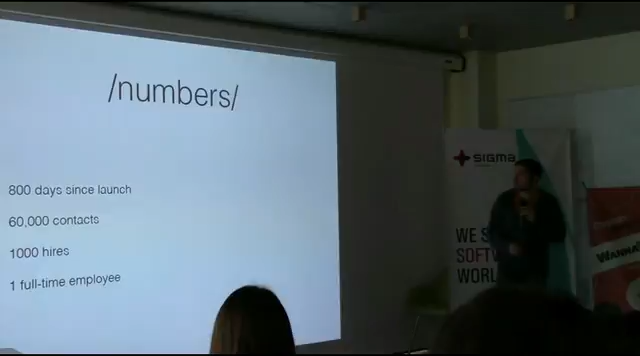 /numbers/
800 days since launch
60,000 contacts
1000 hires
1 full-time employee
SIGMA
WE
SOFTW
WORL
WANNA